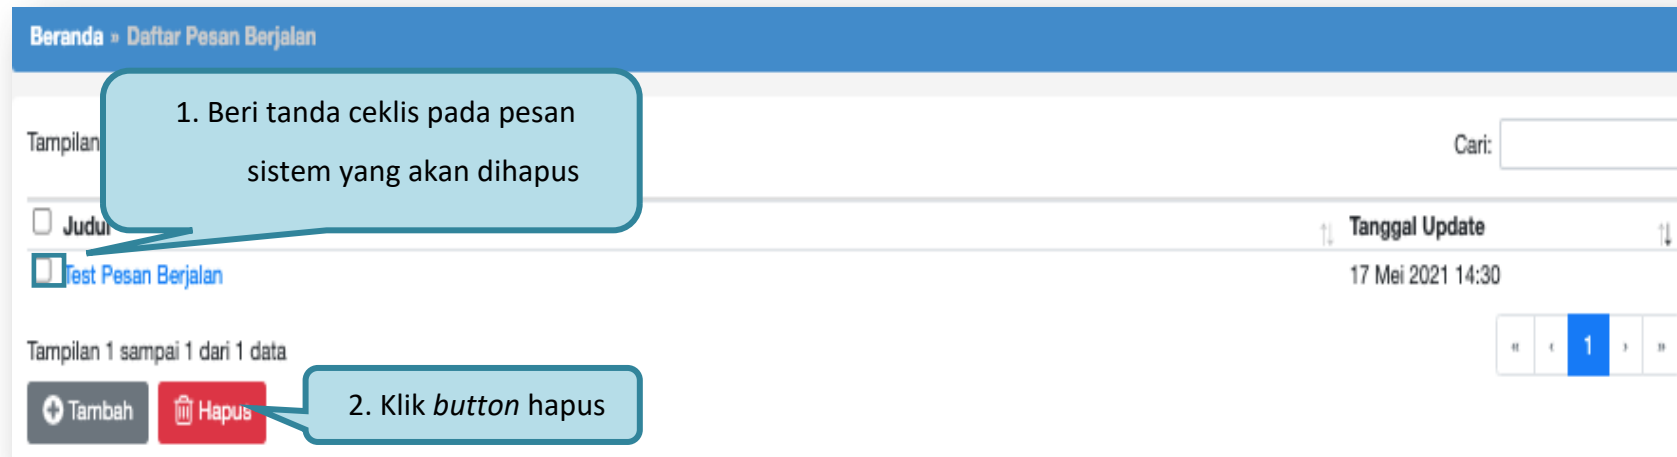 Beranda » Daftar Pesan Berjalan
1. Beri tanda ceklis pada pesan
sistem yang akan dihapus
Tampilan
Cari:
Judul
Tanggal Update
Test Pesan Berjalan
17 Mei 2021 14:30
Tampilan 1 sampai 1 dari 1 data
« ‹ 1 › »
Tambah
Hapus
2. Klik button hapus